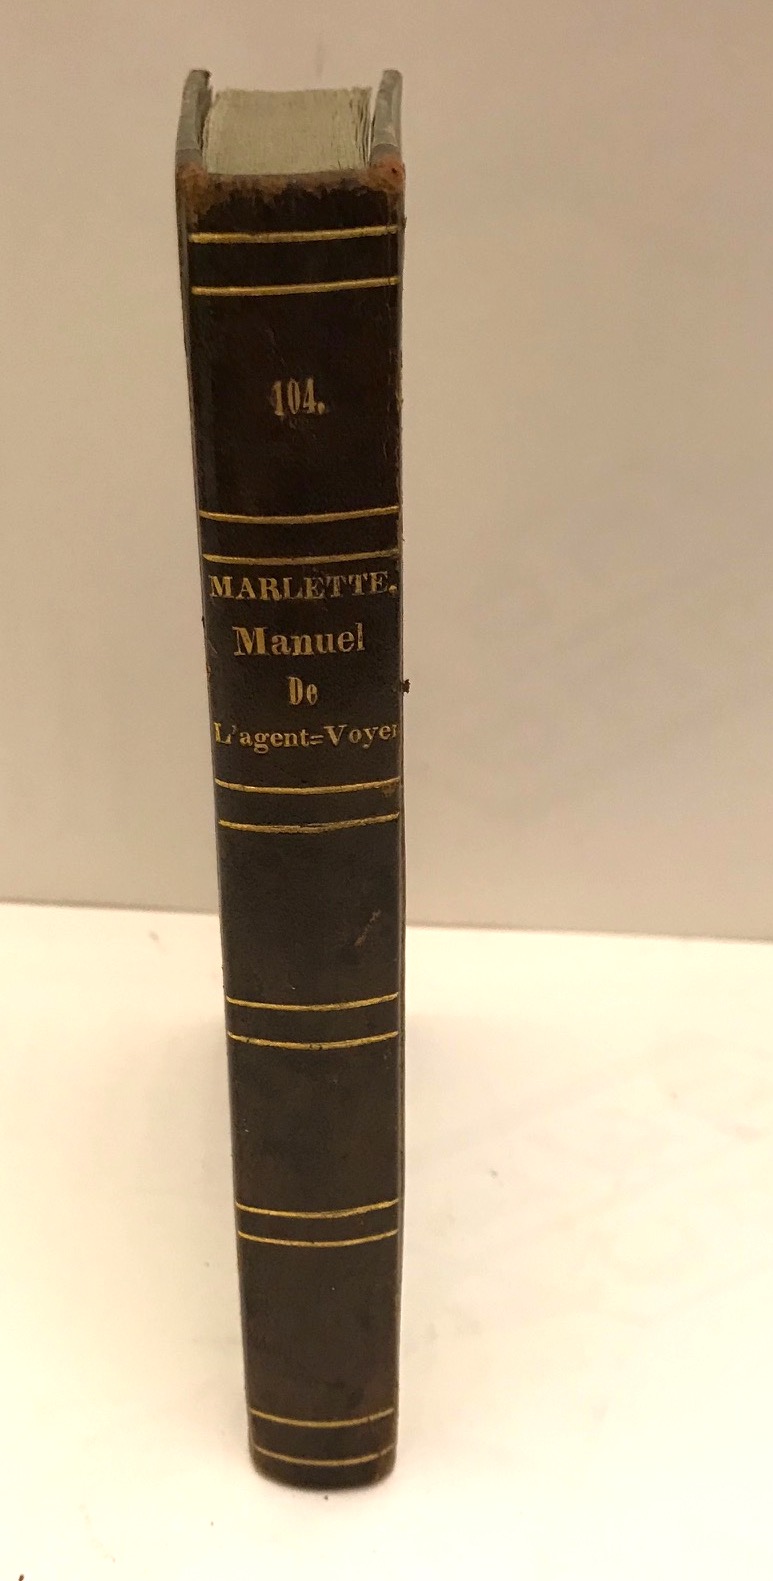 104.
MARLETTE.
Manuel
De
L'agent=Voyer